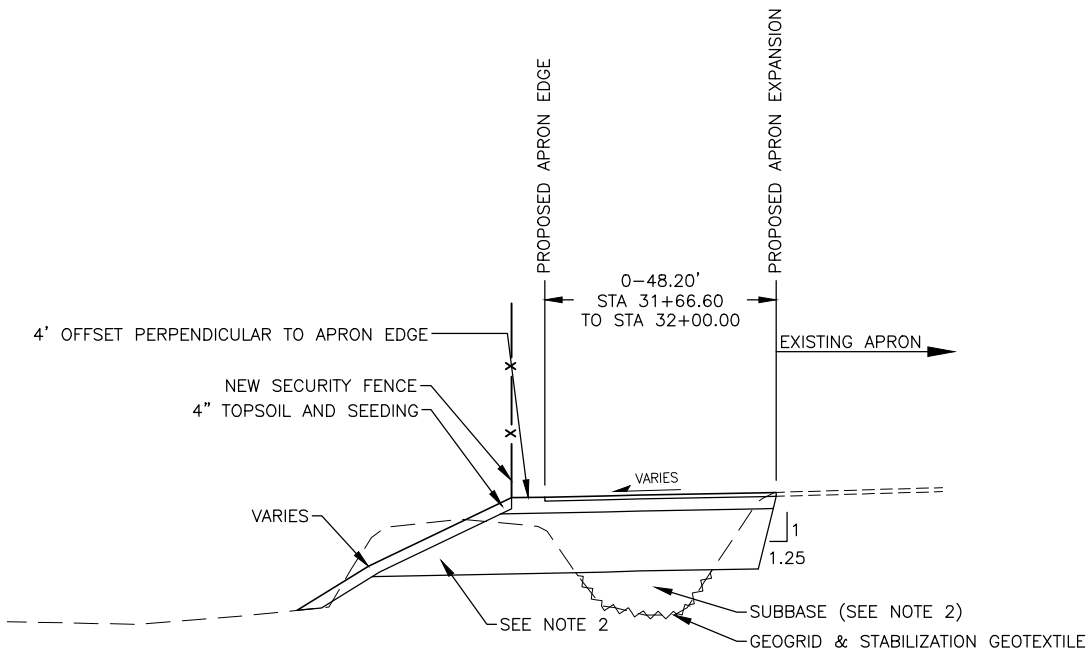 PROPOSED APRON EDGE
PROPOSED APRON EXPANSION
0-48.20'
STA 31+66.60
TO STA 32+00.00
4' OFFSET PERPENDICULAR TO APRON EDGE
EXISTING APRON
X
NEW SECURITY FENCE
4" TOPSOIL AND SEEDING
X
VARIES
VARIES
1
1.25
SUBBASE (SEE NOTE 2)
SEE NOTE 2
GEOGRID & STABILIZATION GEOTEXTILE